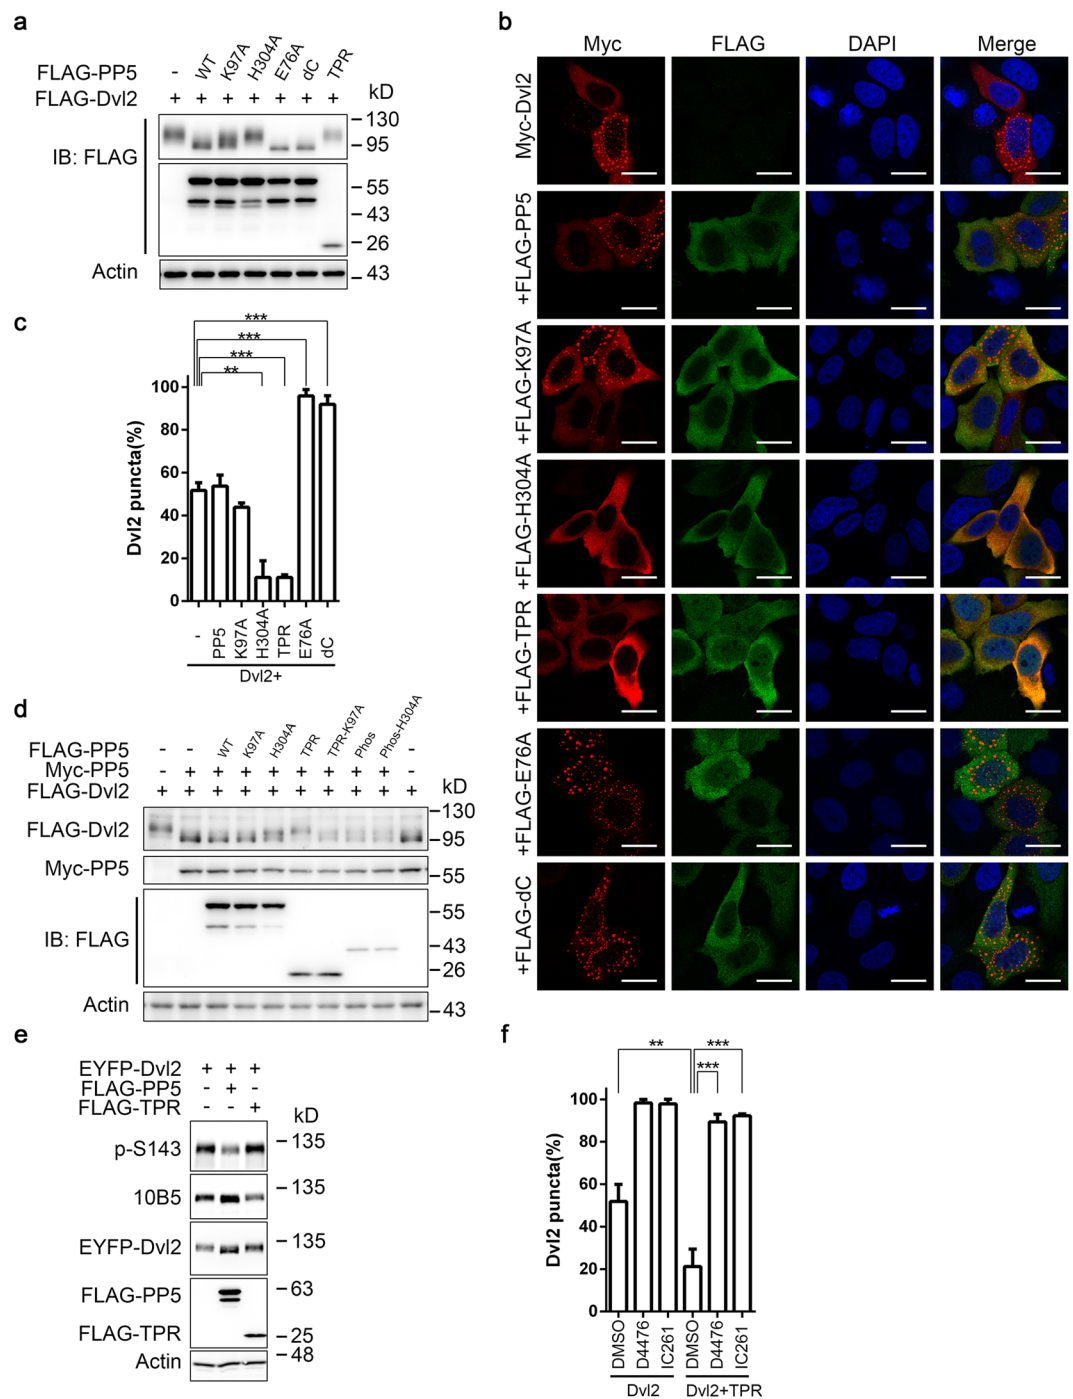 a
FLAG-PP5 - WT K97A H304A E76A dC TPR
FLAG-Dvl2 + + + + + + + kD
IB: FLAG
130
95
55
43
26
Actin 43
b
Myc FLAG DAPI Merge
Myc-Dvl2
+FLAG-PP5
+FLAG-K97A
+FLAG-H304A
+FLAG-TPR
+FLAG-E76A
+FLAG-dC
c
***
***
***
**
Dvl2 puncta(%)
100
80
60
40
20
0
- PP5 K97A H304A TPR E76A dC
Dvl2+
d
FLAG-PP5 - - WT K97A H304A TPR TPR-K97A Phos Phos-H304A -
Myc-PP5 - + + + + + + + + -
FLAG-Dvl2 + + + + + + + + + + kD
FLAG-Dvl2
130
95
Myc-PP5 55
IB: FLAG
55
43
26
Actin 43
e
EYFP-Dvl2 + + +
FLAG-PP5 - + -
FLAG-TPR - - + kD
p-S143 135
10B5 135
EYFP-Dvl2 135
FLAG-PP5 63
FLAG-TPR 25
Actin 48
f
** ***
***
Dvl2 puncta(%)
100
80
60
40
20
0
DMSO D4476 IC261 DMSO D4476 IC261
Dvl2 Dvl2+TPR